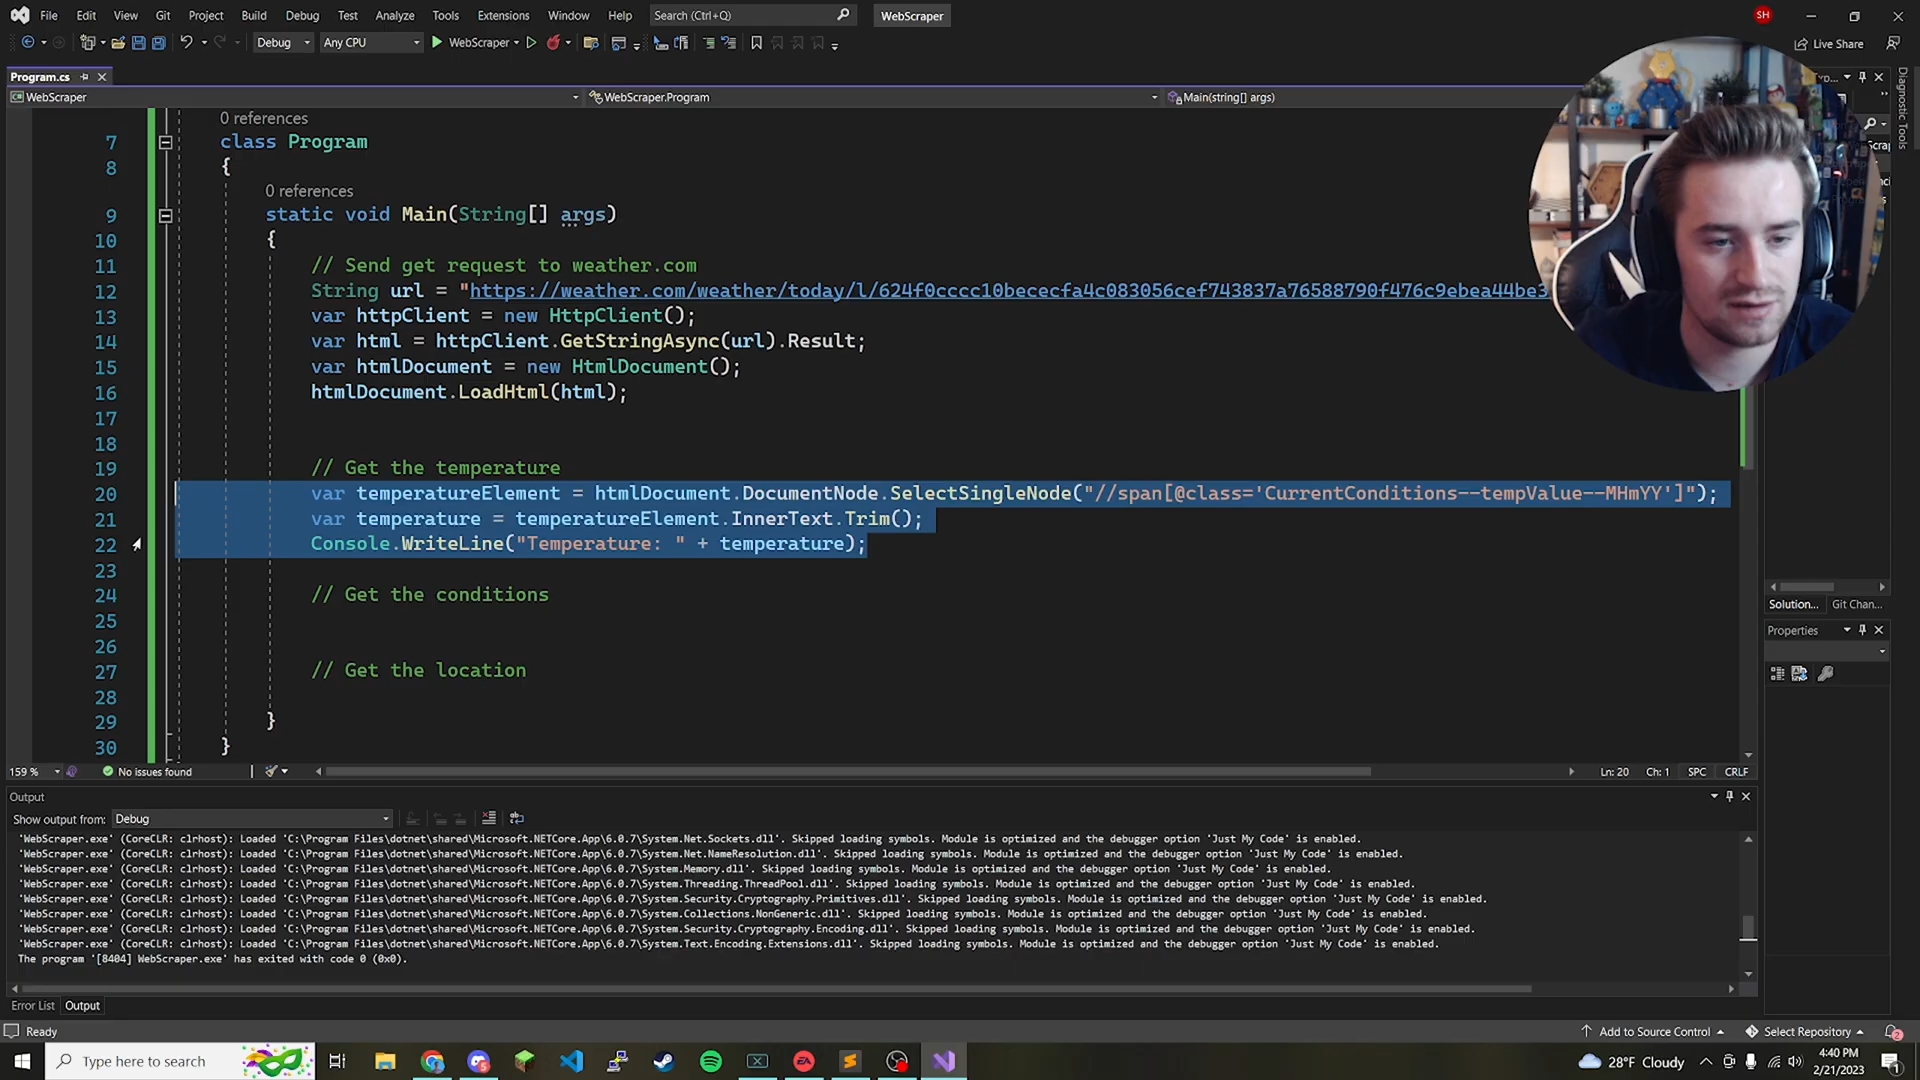 File Edit View Git Project Build Debug Test Analyze Tools Extensions Window Help Search (Ctrl+Q) WebScraper SH
Debug Any CPU WebScraper Live Share
Program.cs
WebScraper WebScraper.Program Main(string[] args)
0 references
7 class Program
8 {
0 references
9 static void Main(String[] args)
10 {
11 // Send get request to weather.com
12 String url = "https://weather.com/weather/today/l/624f0cccc10bececfa4c083056cef743837a76588790f476c9ebea44be3
13 var httpClient = new HttpClient();
14 var html = httpClient.GetStringAsync(url).Result;
15 var htmlDocument = new HtmlDocument();
16 htmlDocument.LoadHtml(html);
17
18
19 // Get the temperature
20 var temperatureElement = htmlDocument.DocumentNode.SelectSingleNode("//span[@class='CurrentConditions--tempValue--MHmYY']");
21 var temperature = temperatureElement.InnerText.Trim();
22 Console.WriteLine("Temperature: " + temperature);
23
24 // Get the conditions
25
26
27 // Get the location
28
29 }
30 }
159 % No issues found Ln: 20 Ch: 1 SPC CRLF
Diagnostic Tools
Solution... Git Chan...
Properties
Output
Show output from: Debug
'WebScraper.exe' (CoreCLR: clrhost): Loaded 'C:\Program Files\dotnet\shared\Microsoft.NETCore.App\6.0.7\System.Net.Sockets.dll'. Skipped loading symbols. Module is optimized and the debugger option 'Just My Code' is enabled.
'WebScraper.exe' (CoreCLR: clrhost): Loaded 'C:\Program Files\dotnet\shared\Microsoft.NETCore.App\6.0.7\System.Net.NameResolution.dll'. Skipped loading symbols. Module is optimized and the debugger option 'Just My Code' is enabled.
'WebScraper.exe' (CoreCLR: clrhost): Loaded 'C:\Program Files\dotnet\shared\Microsoft.NETCore.App\6.0.7\System.Memory.dll'. Skipped loading symbols. Module is optimized and the debugger option 'Just My Code' is enabled.
'WebScraper.exe' (CoreCLR: clrhost): Loaded 'C:\Program Files\dotnet\shared\Microsoft.NETCore.App\6.0.7\System.Threading.ThreadPool.dll'. Skipped loading symbols. Module is optimized and the debugger option 'Just My Code' is enabled.
'WebScraper.exe' (CoreCLR: clrhost): Loaded 'C:\Program Files\dotnet\shared\Microsoft.NETCore.App\6.0.7\System.Security.Cryptography.Primitives.dll'. Skipped loading symbols. Module is optimized and the debugger option 'Just My Code' is enabled.
'WebScraper.exe' (CoreCLR: clrhost): Loaded 'C:\Program Files\dotnet\shared\Microsoft.NETCore.App\6.0.7\System.Collections.NonGeneric.dll'. Skipped loading symbols. Module is optimized and the debugger option 'Just My Code' is enabled.
'WebScraper.exe' (CoreCLR: clrhost): Loaded 'C:\Program Files\dotnet\shared\Microsoft.NETCore.App\6.0.7\System.Security.Cryptography.Encoding.dll'. Skipped loading symbols. Module is optimized and the debugger option 'Just My Code' is enabled.
'WebScraper.exe' (CoreCLR: clrhost): Loaded 'C:\Program Files\dotnet\shared\Microsoft.NETCore.App\6.0.7\System.Text.Encoding.Extensions.dll'. Skipped loading symbols. Module is optimized and the debugger option 'Just My Code' is enabled.
The program '[8404] WebScraper.exe' has exited with code 0 (0x0).
Error List Output
Ready Add to Source Control Select Repository 2
Type here to search EA 28°F Cloudy 4:40 PM
2/21/2023 1